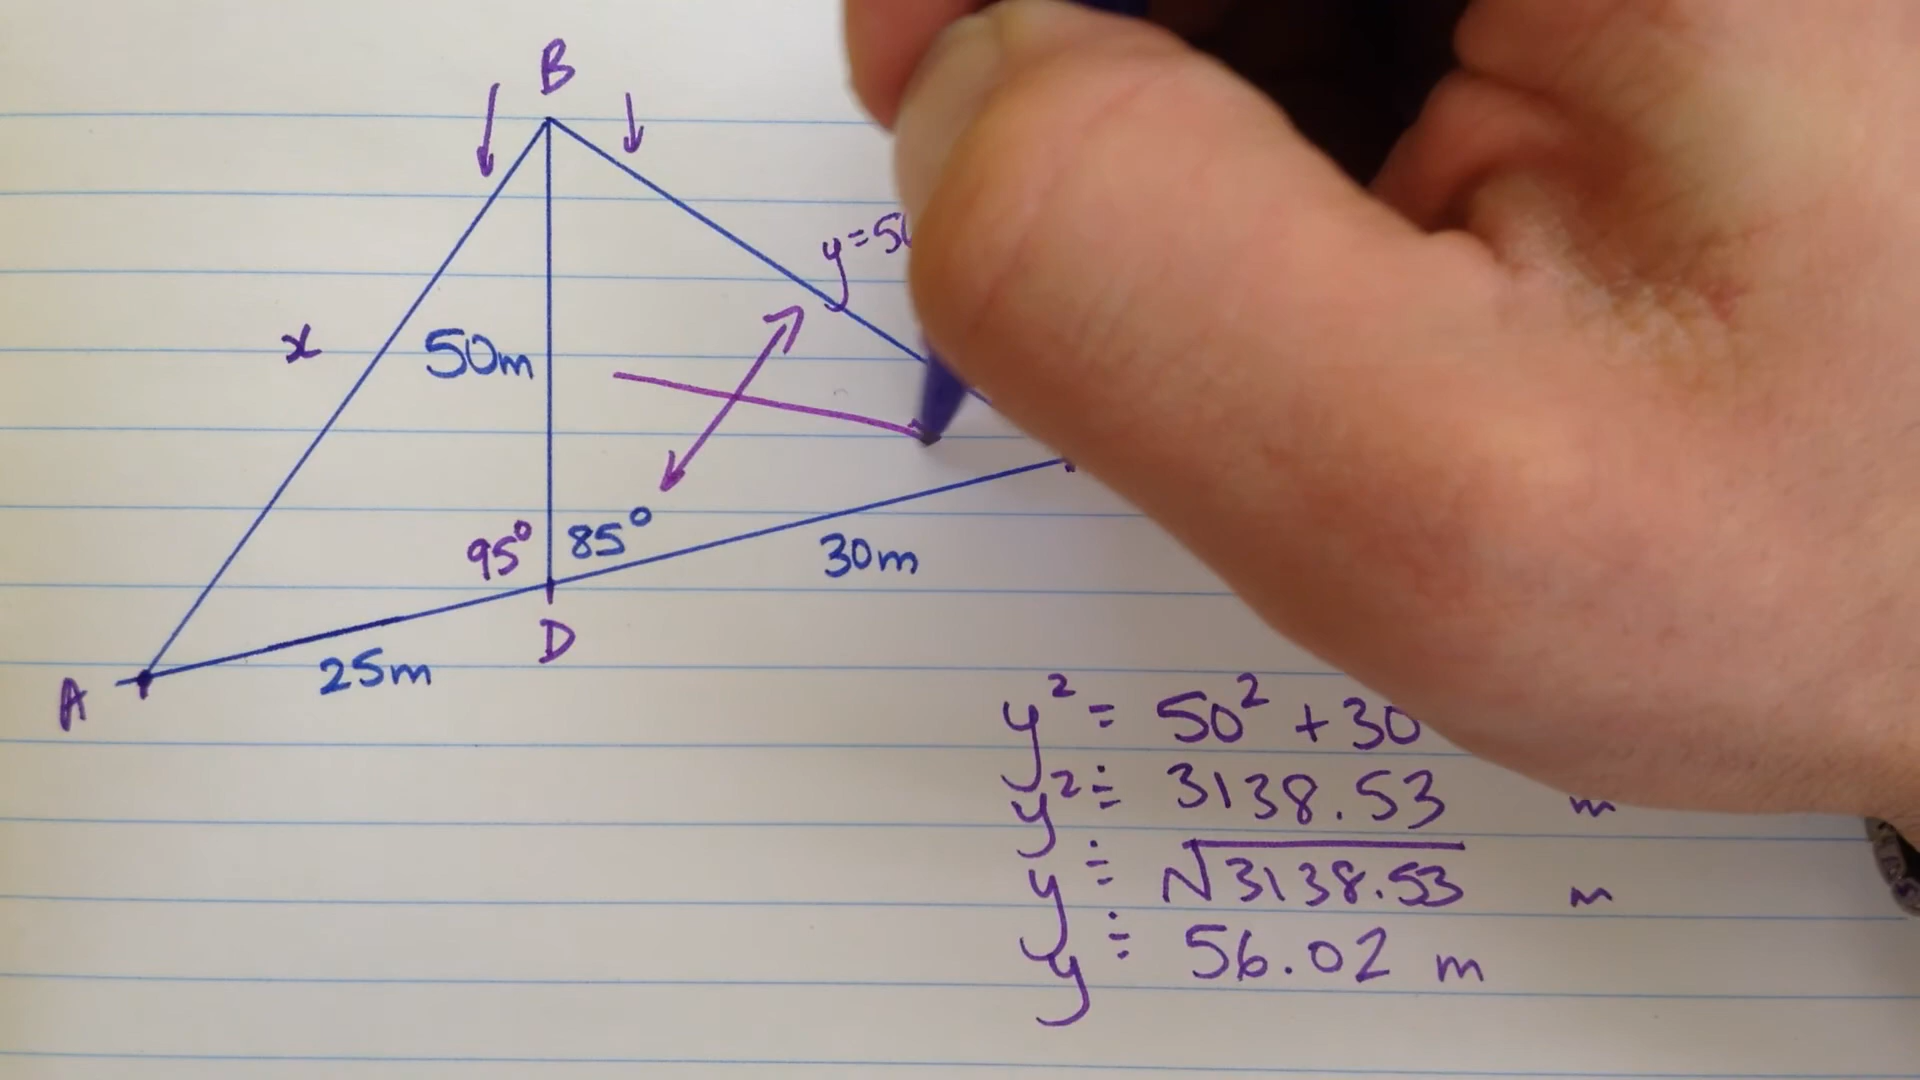 B
y=5
x
50m
95° 85°
30m
D
25m
A
y² = 50² + 30
y² ≐ 3138.53 m
y ≐ √3138.53 m
y ≐ 56.02 m